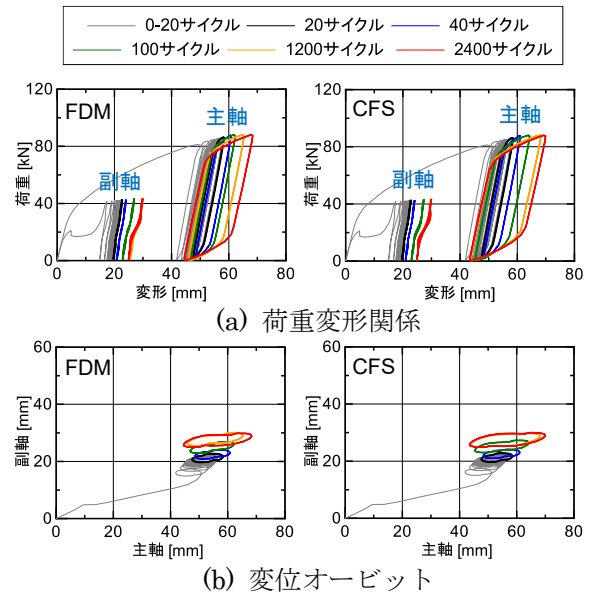 0-20サイクル 20サイクル 40サイクル
100サイクル 1200サイクル 2400サイクル
FDM
主軸
副軸
荷重 [kN]
120
80
40
0
0 20 40 60 80
変形 [mm]
CFS
主軸
副軸
荷重 [kN]
120
80
40
0
0 20 40 60 80
変形 [mm]
(a) 荷重変形関係
FDM
副軸 [mm]
60
40
20
0
0 20 40 60 80
主軸 [mm]
CFS
副軸 [mm]
60
40
20
0
0 20 40 60 80
主軸 [mm]
(b) 変位オービット